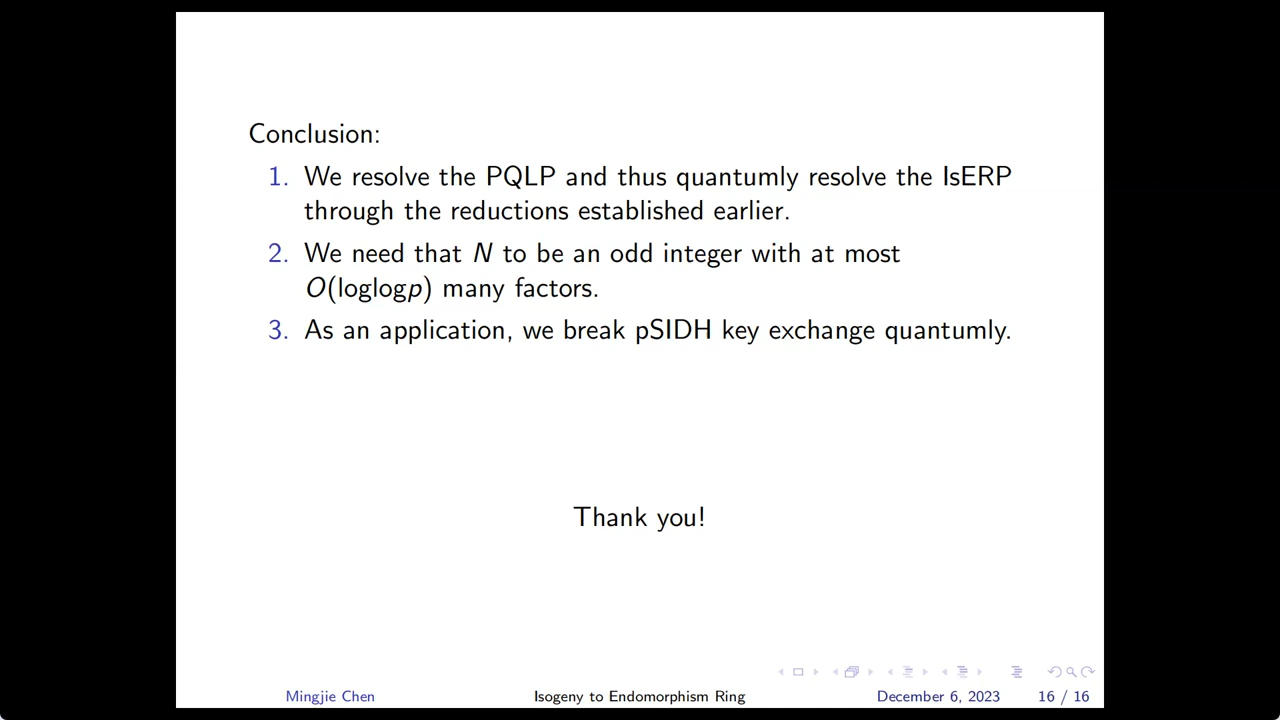 Conclusion:
1. We resolve the PQLP and thus quantumly resolve the IsERP
through the reductions established earlier.
2. We need that N to be an odd integer with at most
O(loglogp) many factors.
3. As an application, we break pSIDH key exchange quantumly.
Thank you!
Mingjie Chen Isogeny to Endomorphism Ring December 6, 2023 16 / 16